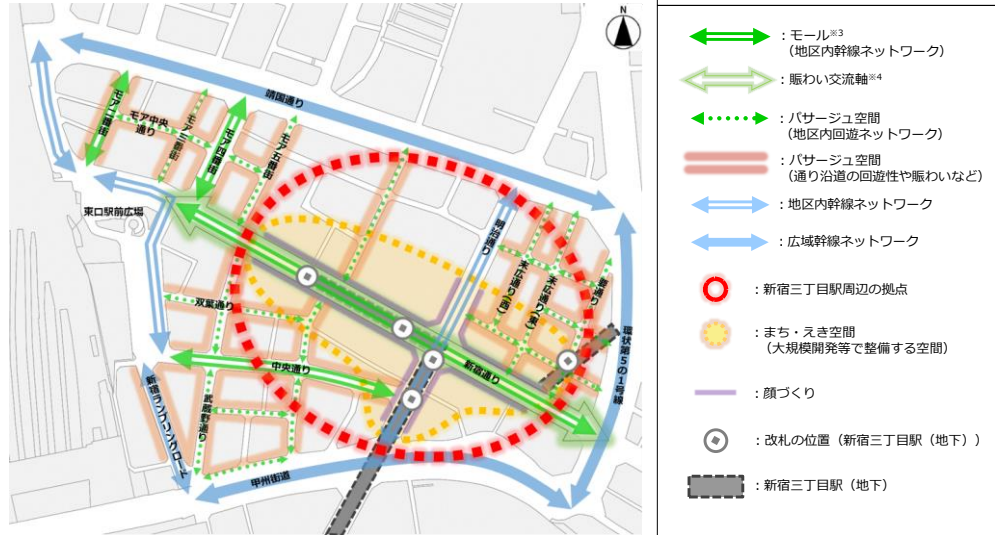 N
靖国通り
モア二番街
モア中央
通り
モア三番街
モア四番街
モア五番街
東口駅前広場
明治通り
末広通り(西)
末広通り(東)
要通り
環状第5の1号線
双葉通り
中央通り
新宿通り
武蔵野通り
新宿ランブリングロード
甲州街道
：モール※3
（地区内幹線ネットワーク）
：賑わい交流軸※4
：パサージュ空間
（地区内回遊ネットワーク）
：パサージュ空間
（通り沿道の回遊性や賑わいなど）
：地区内幹線ネットワーク
：広域幹線ネットワーク
：新宿三丁目駅周辺の拠点
：まち・えき空間
（大規模開発等で整備する空間）
：顔づくり
：改札の位置（新宿三丁目駅（地下））
：新宿三丁目駅（地下）